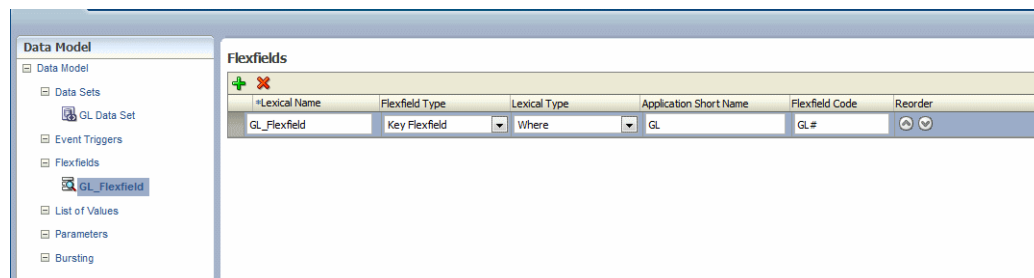 Data Model
Data Model
Data Sets
GL Data Set
Event Triggers
Flexfields
GL_Flexfield
List of Values
Parameters
Bursting
Flexfields
*Lexical Name Flexfield Type Lexical Type Application Short Name Flexfield Code Reorder
GL_Flexfield Key Flexfield Where GL GL#